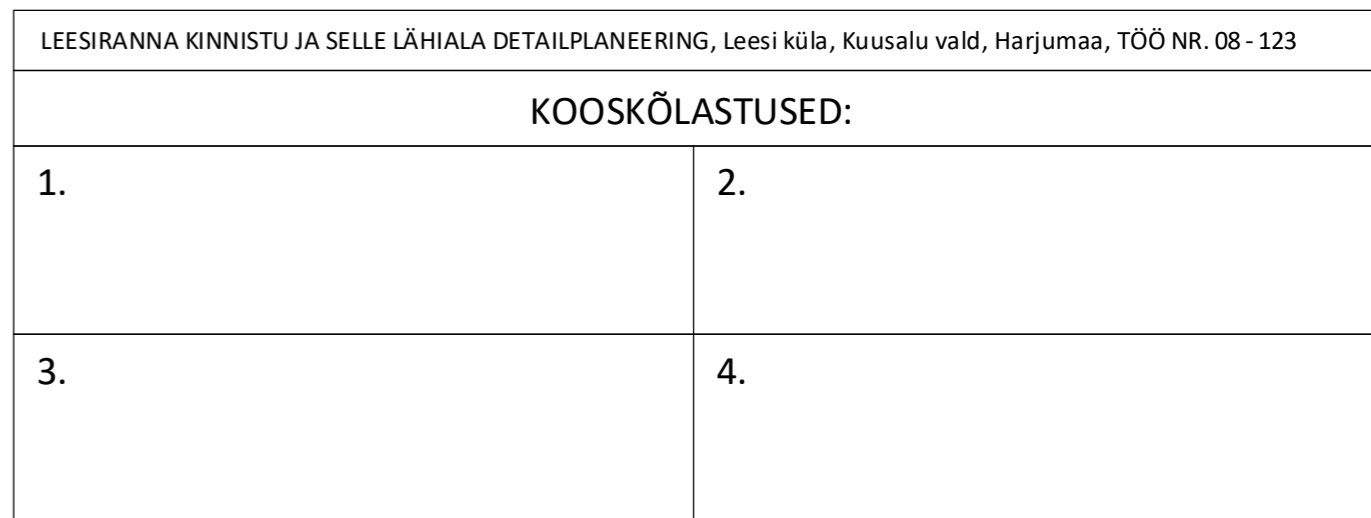 LEESIRANNA KINNISTU JA SELLE LÄHIALA DETAILPLANEERING, Leesi küla, Kuusalu vald, Harjumaa, TÖÖ NR. 08 - 123
KOOSKÕLASTUSED:
1.
2.
3.
4.